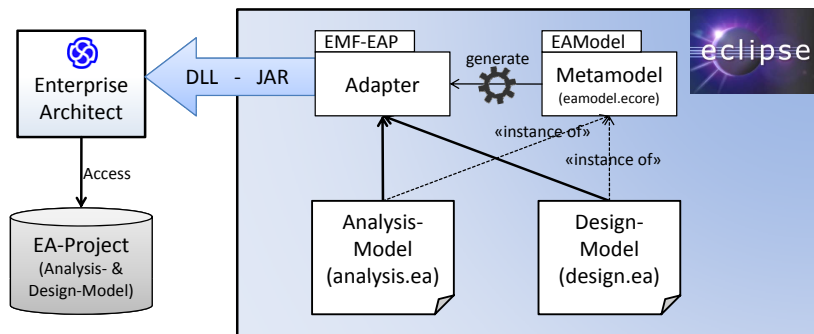 Enterprise
Architect
Access
EA-Project
(Analysis- &
Design-Model)
DLL - JAR
EMF-EAP
Adapter
generate
EAModel
Metamodel
(eamodel.ecore)
eclipse
«instance of»
«instance of»
Analysis-
Model
(analysis.ea)
Design-
Model
(design.ea)